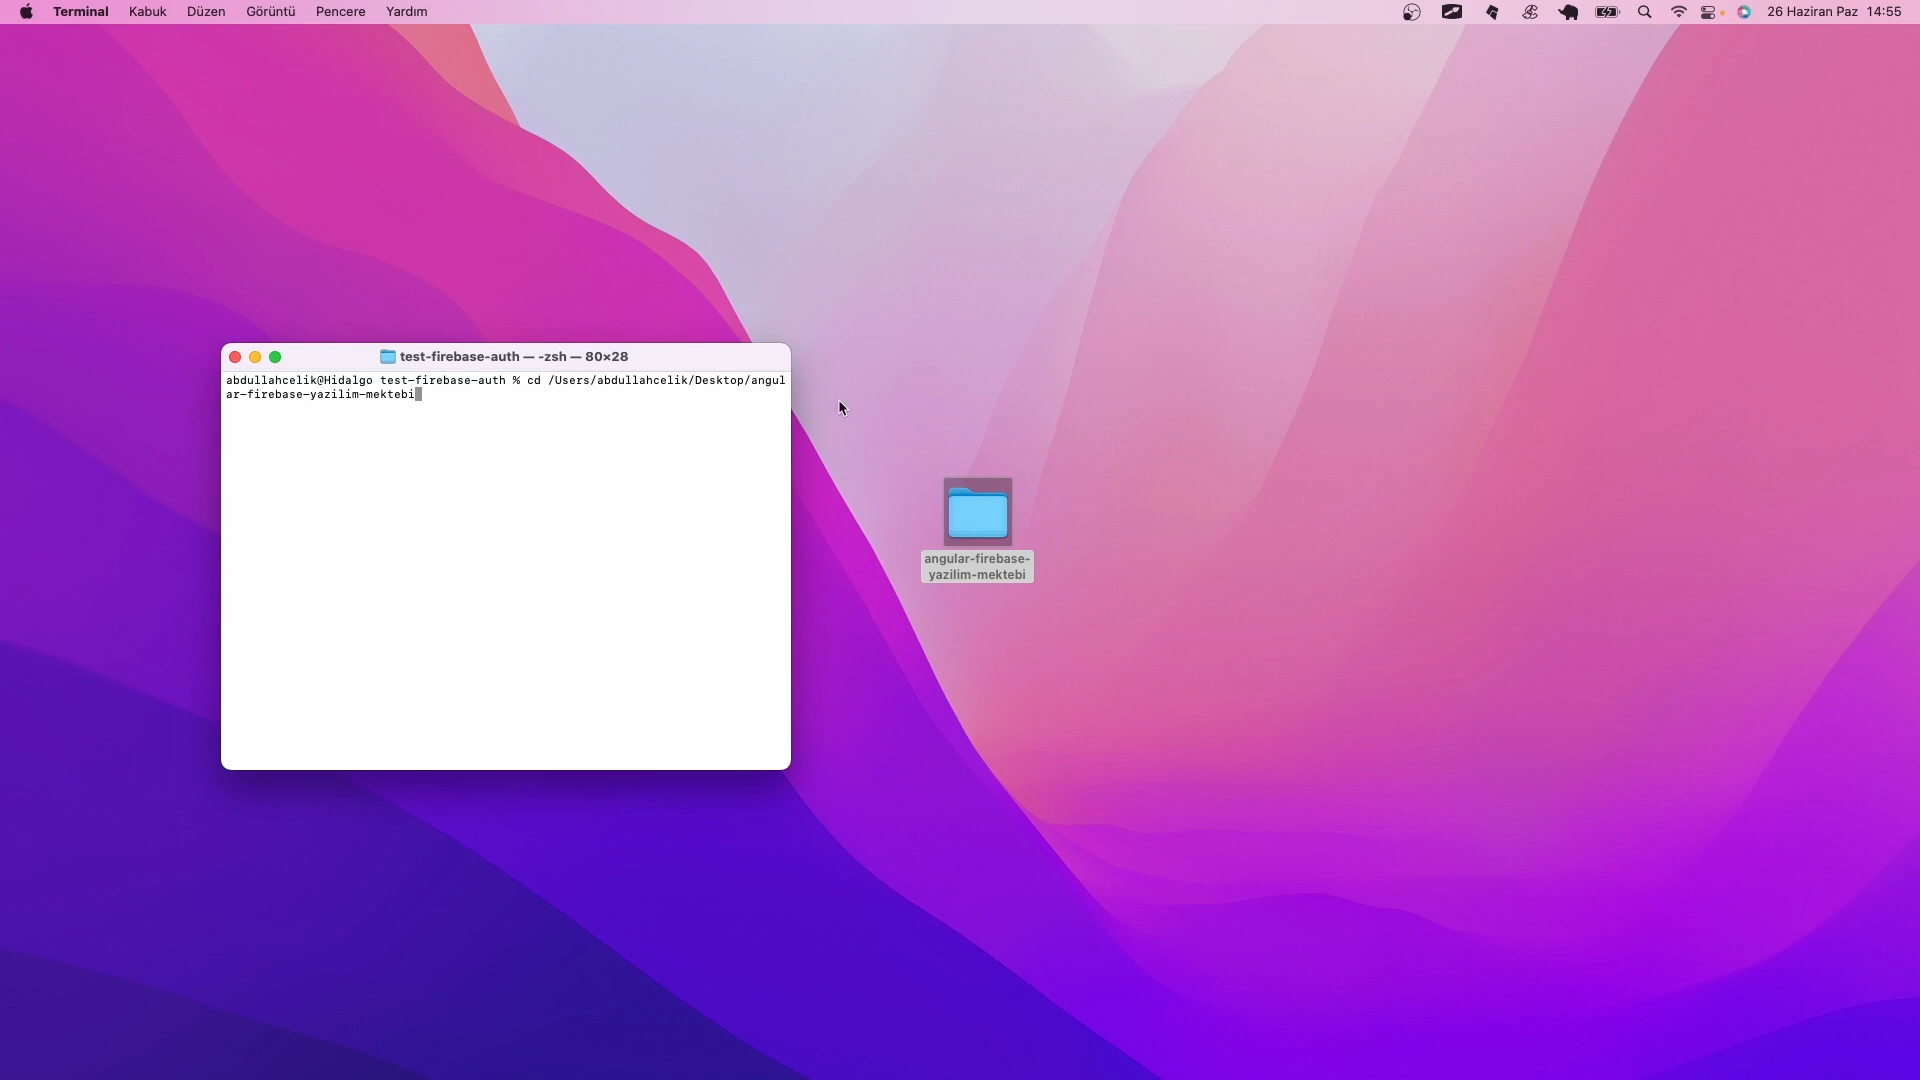 Terminal Kabuk Düzen Görüntü Pencere Yardım 26 Haziran Paz 14:55
test-firebase-auth — -zsh — 80×28
abdullahcelik@Hidalgo test-firebase-auth % cd /Users/abdullahcelik/Desktop/angul
ar-firebase-yazilim-mektebi
angular-firebase-
yazilim-mektebi